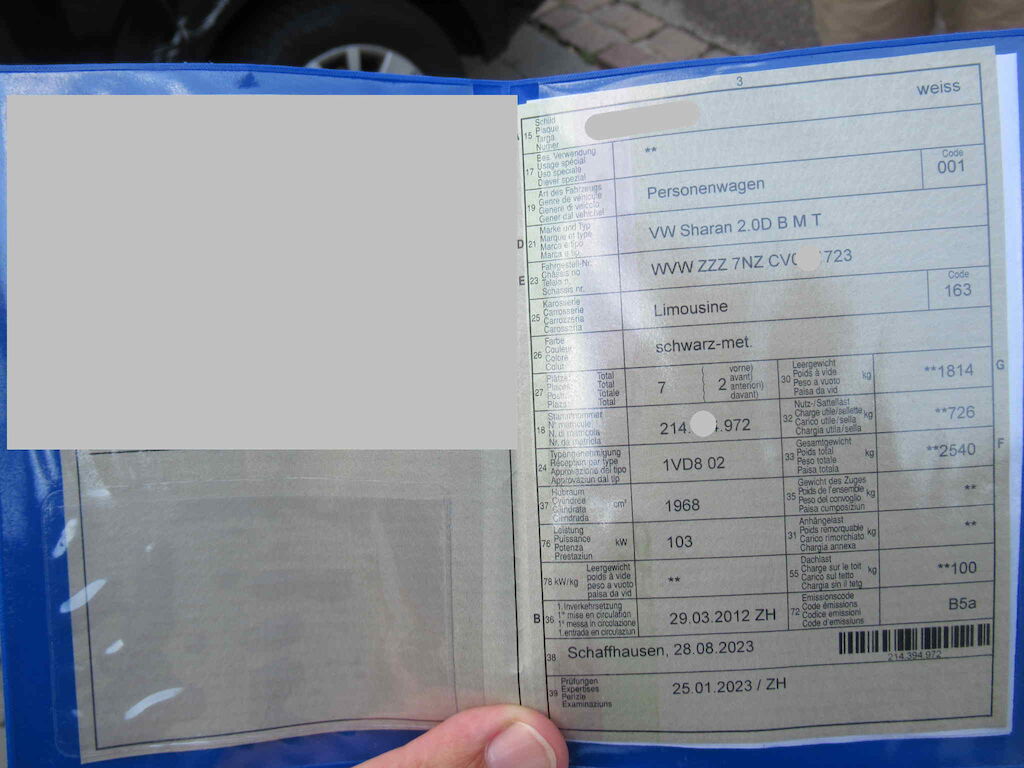 3
15 Schild weiss
Plaque
Targa
Numer
17 Bes. Verwendung **
Usage spécial
Uso speciale
Diever spezial
19 Art des Fahrzeugs Personenwagen Code 001
Genre de véhicule
Genere di veicolo
Gener dal vehichel
D 21 Marke und Typ VW Sharan 2.0D B M T
Marque et type
Marca e tipo
Marca e tip
E 23 Fahrgestell-Nr. WVW ZZZ 7NZ CV 723
Châssis no
Telaio n.
Schassis nr.
25 Karosserie Limousine Code 163
Carrosserie
Carrozzeria
Carossaria
26 Farbe schwarz-met.
Couleur
Colore
Colur
27 Plätze Total 7 2 vorne)
Places Total avant)
Posti Totale anteriori)
Plazs Total davant)
30 Leergewicht kg **1814 G
Poids à vide
Peso a vuoto
Paisa da vid
18 Stammnummer 214. .972
N° matricule
N. di matricola
Nr. da matricla
32 Nutz-/Sattellast kg **726
Charge utile/sellette
Carico utile/sella
Chargia utila/sella
24 Typengenehmigung 1VD8 02
Réception par type
Approvazione del tipo
Approvaziun dal tip
33 Gesamtgewicht kg **2540 F
Poids total
Peso totale
Paisa totala
37 Hubraum cm³ 1968
Cylindrée
Cilindrata
Cilindrada
35 Gewicht des Zuges kg **
Poids de l'ensemble
Peso del convoglio
Paisa cumposiziun
76 Leistung kW 103
Puissance
Potenza
Prestaziun
31 Anhängelast kg **
Poids remorquable
Carico rimorchiato
Chargia annexa
78 kW/kg Leergewicht **
poids à vide
peso a vuoto
paisa da vid
55 Dachlast kg **100
Charge sur le toit
Carico sul tetto
Chargia sin il tetg
B 36 1. Inverkehrsetzung 29.03.2012 ZH
1re mise en circulation
1a messa in circolazione
1. entrada en circulaziun
72 Emissionscode B5a
Code émissions
Codice emissioni
Code d'emissiuns
38 Schaffhausen, 28.08.2023
214.394.972
39 Prüfungen 25.01.2023 / ZH
Expertises
Perizie
Examinaziuns